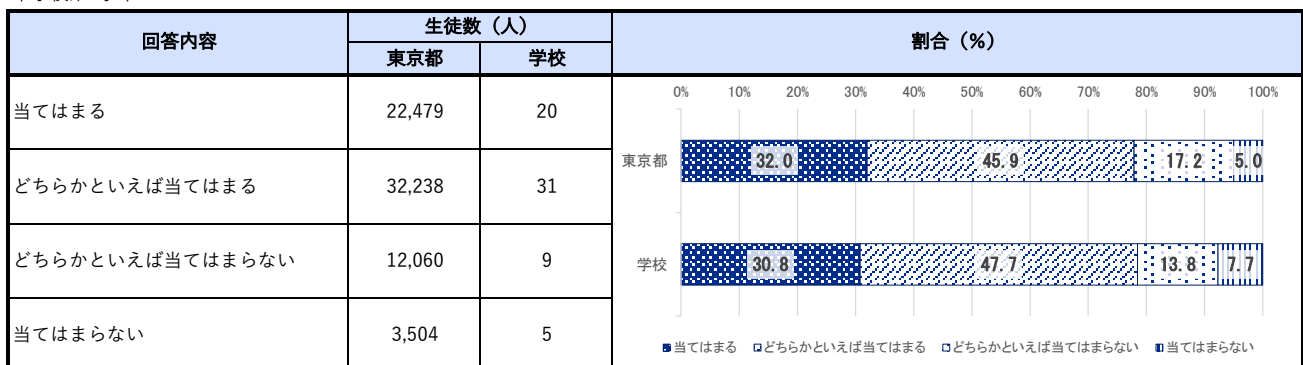 回答内容
生徒数（人）
割合（%）
東京都
学校
当てはまる
22,479
20
どちらかといえば当てはまる
32,238
31
どちらかといえば当てはまらない
12,060
9
当てはまらない
3,504
5
0% 10% 20% 30% 40% 50% 60% 70% 80% 90% 100%
東京都 32.0 45.9 17.2 5.0
学校 30.8 47.7 13.8 7.7
当てはまる どちらかといえば当てはまる どちらかといえば当てはまらない 当てはまらない